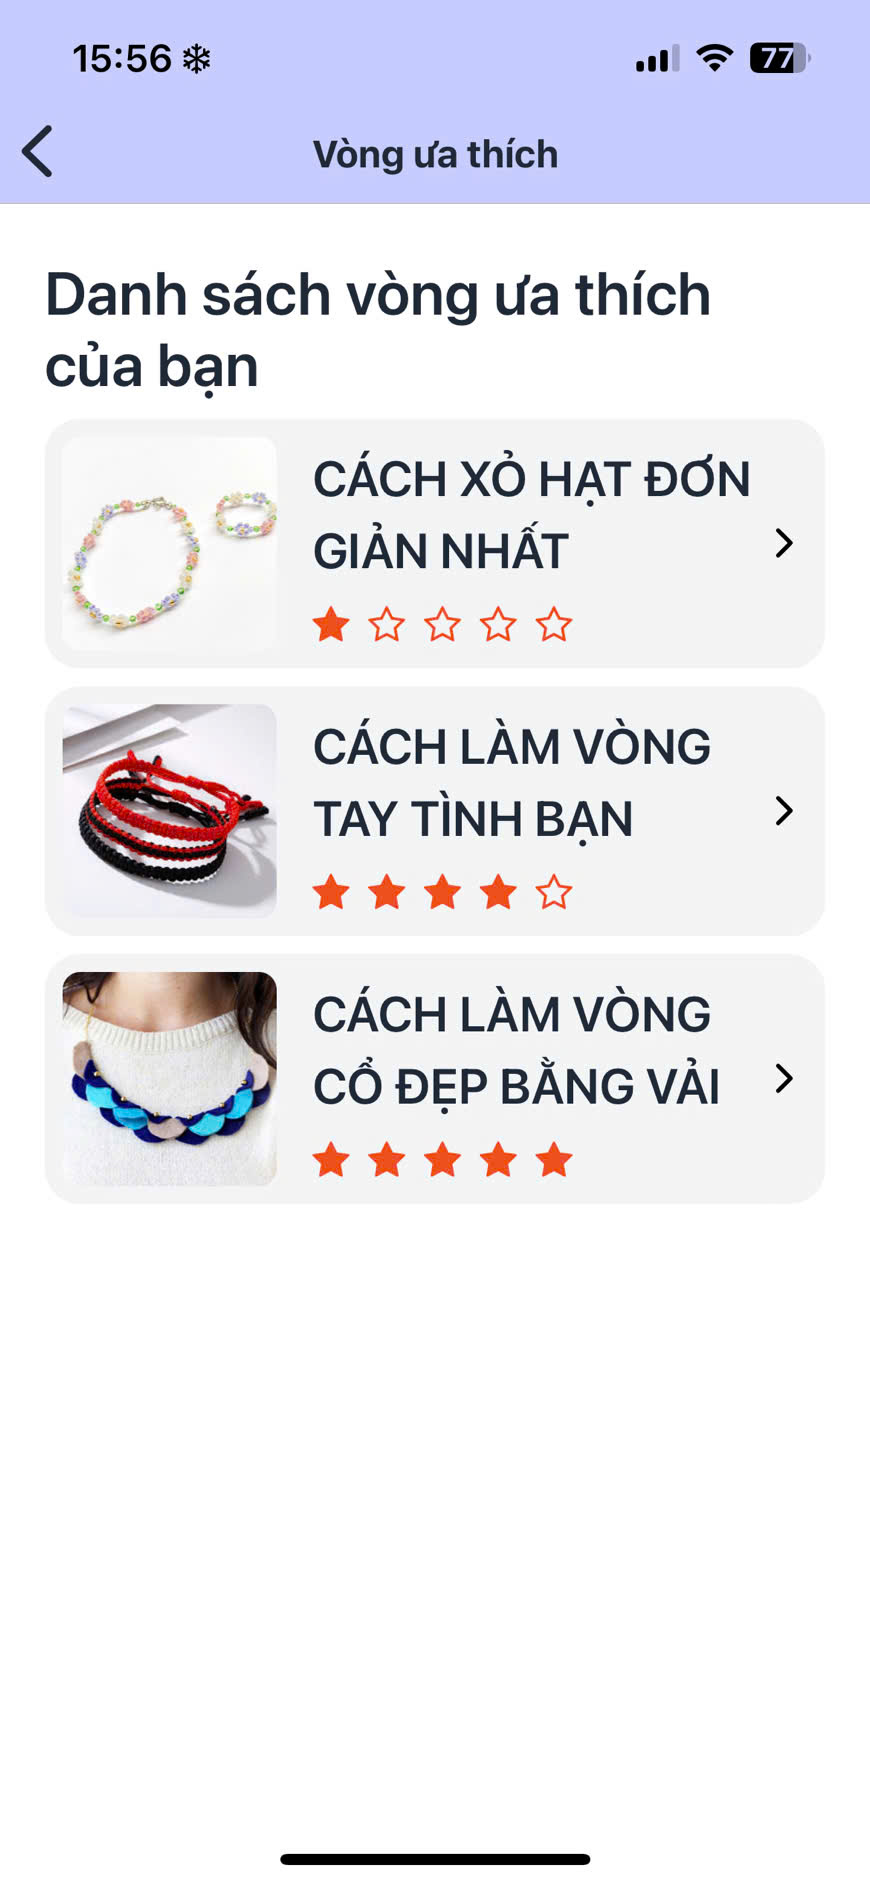 15:56
77
Vòng ưa thích
Danh sách vòng ưa thích
của bạn
CÁCH XỎ HẠT ĐƠN
GIẢN NHẤT
CÁCH LÀM VÒNG
TAY TÌNH BẠN
CÁCH LÀM VÒNG
CỔ ĐẸP BẰNG VẢI